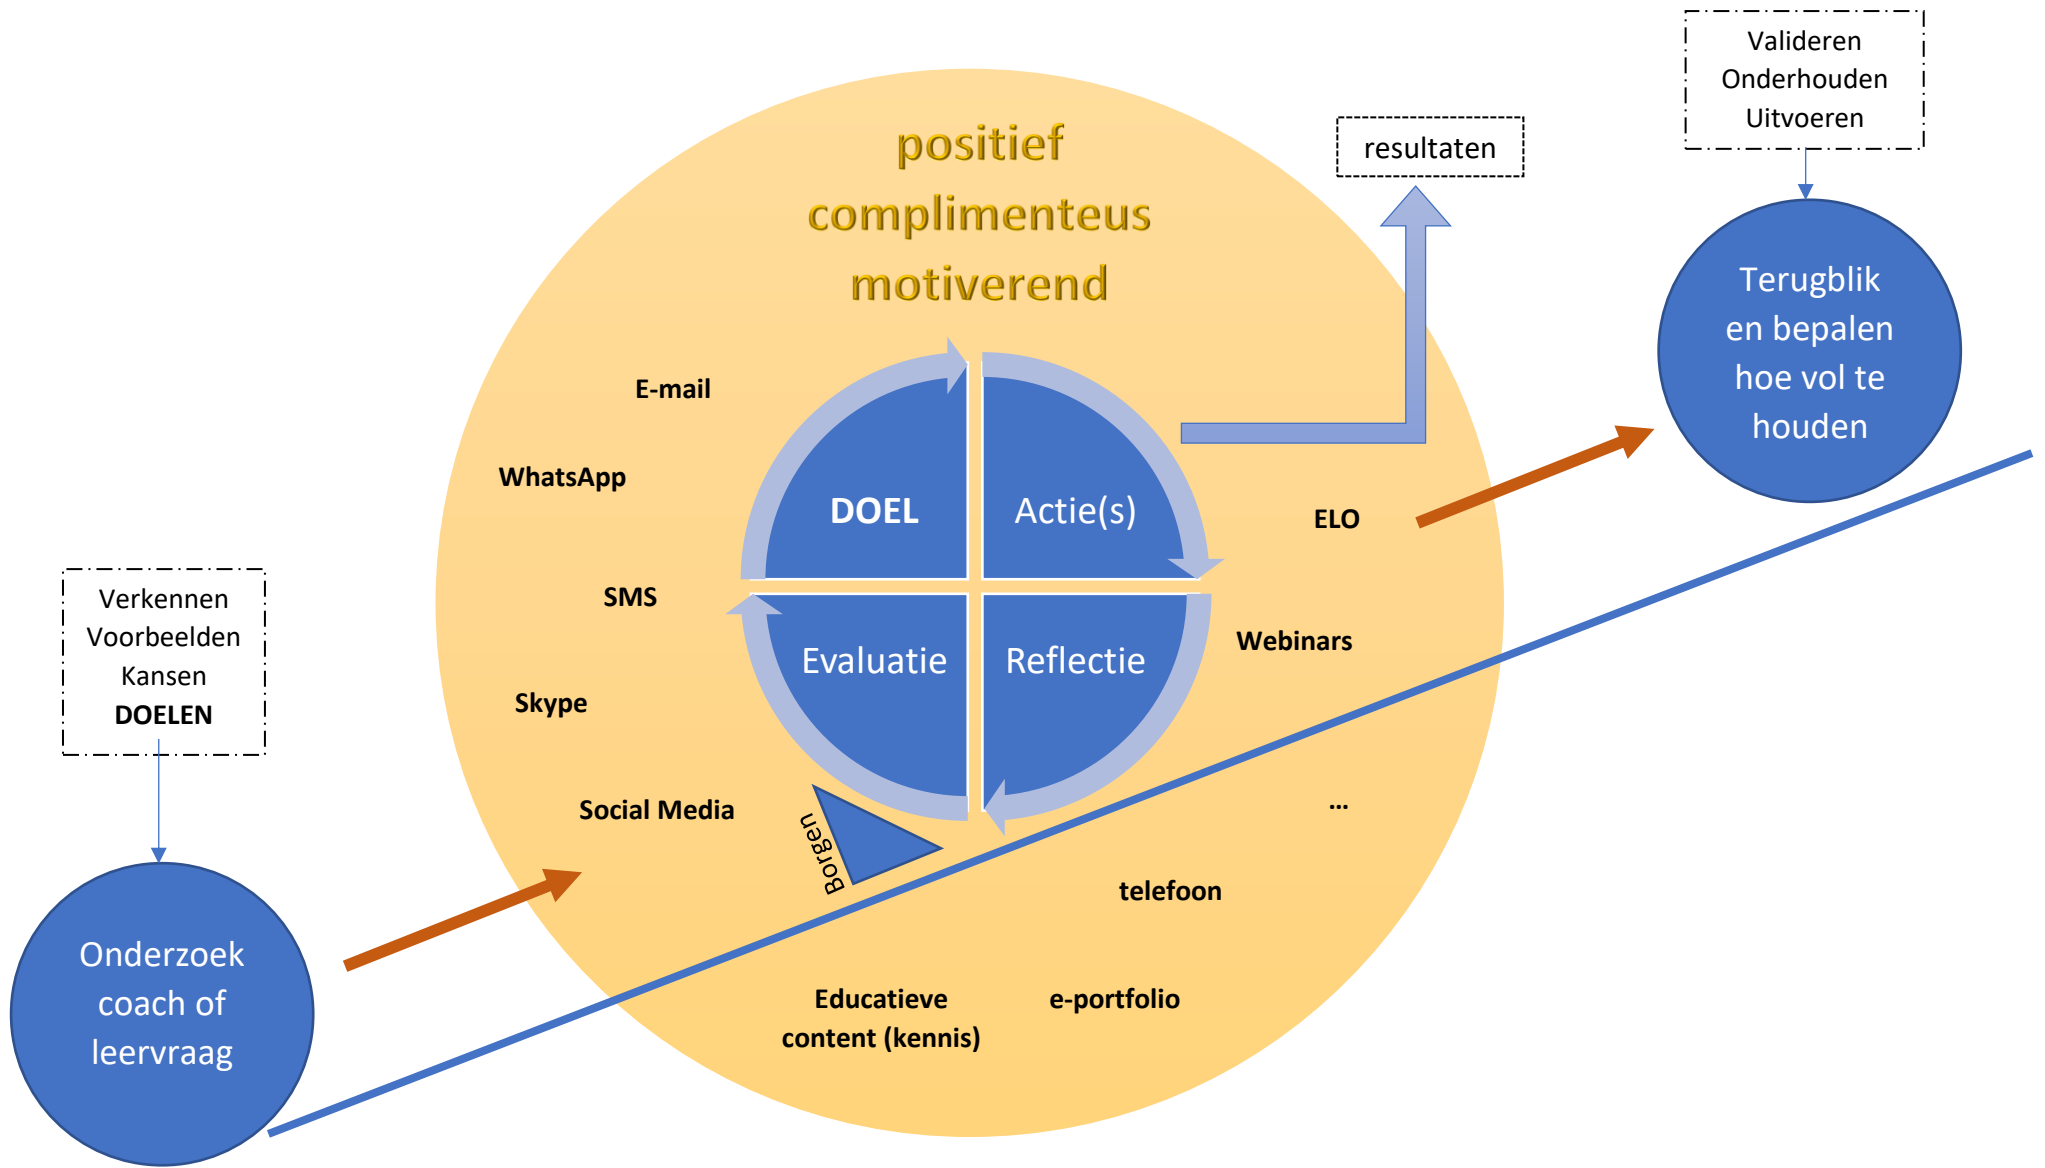 Valideren
Onderhouden
Uitvoeren
positief
complimenteus
motiverend
resultaten
Terugblik
en bepalen
hoe vol te
houden
E-mail
WhatsApp
DOEL
Actie(s)
ELO
SMS
Verkennen
Voorbeelden
Kansen
DOELEN
Webinars
Evaluatie
Reflectie
Skype
Social Media
Borgen
...
telefoon
Onderzoek
coach of
leervraag
Educatieve
content (kennis)
e-portfolio